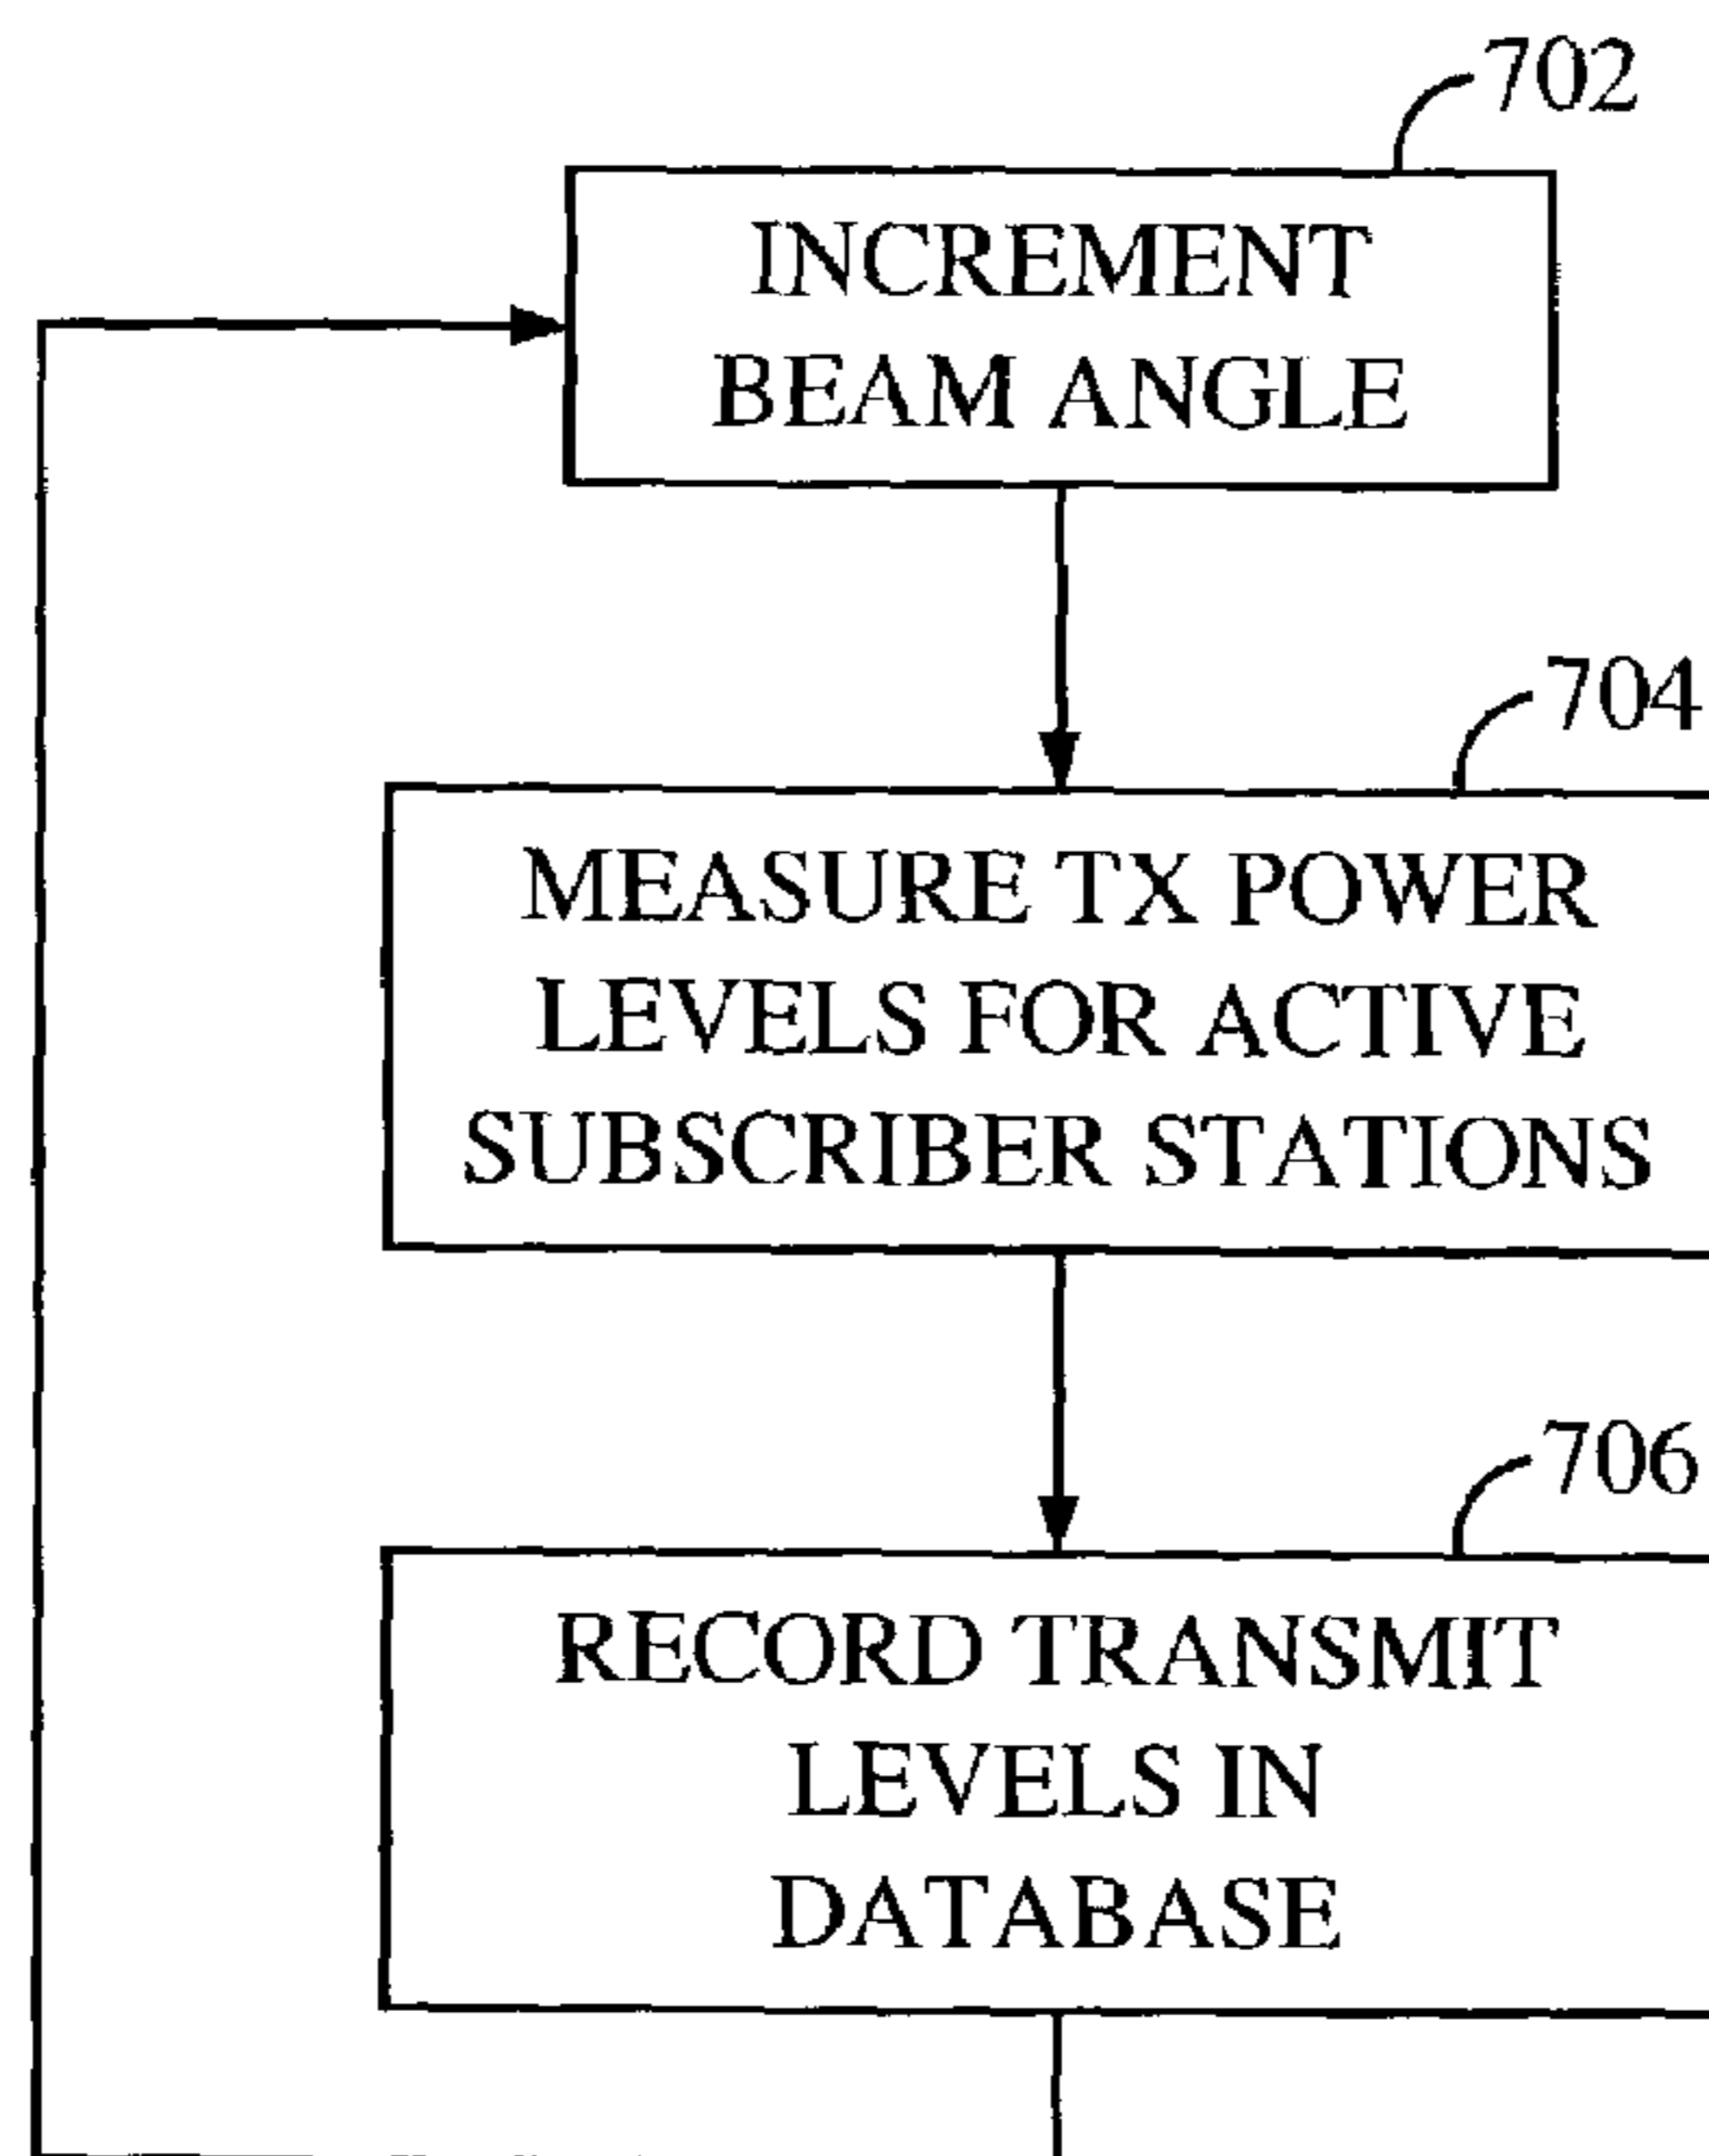 702
INCREMENT
BEAM ANGLE
704
MEASURE TX POWER
LEVELS FOR ACTIVE
SUBSCRIBER STATIONS
706
RECORD TRANSMIT
LEVELS IN
DATABASE